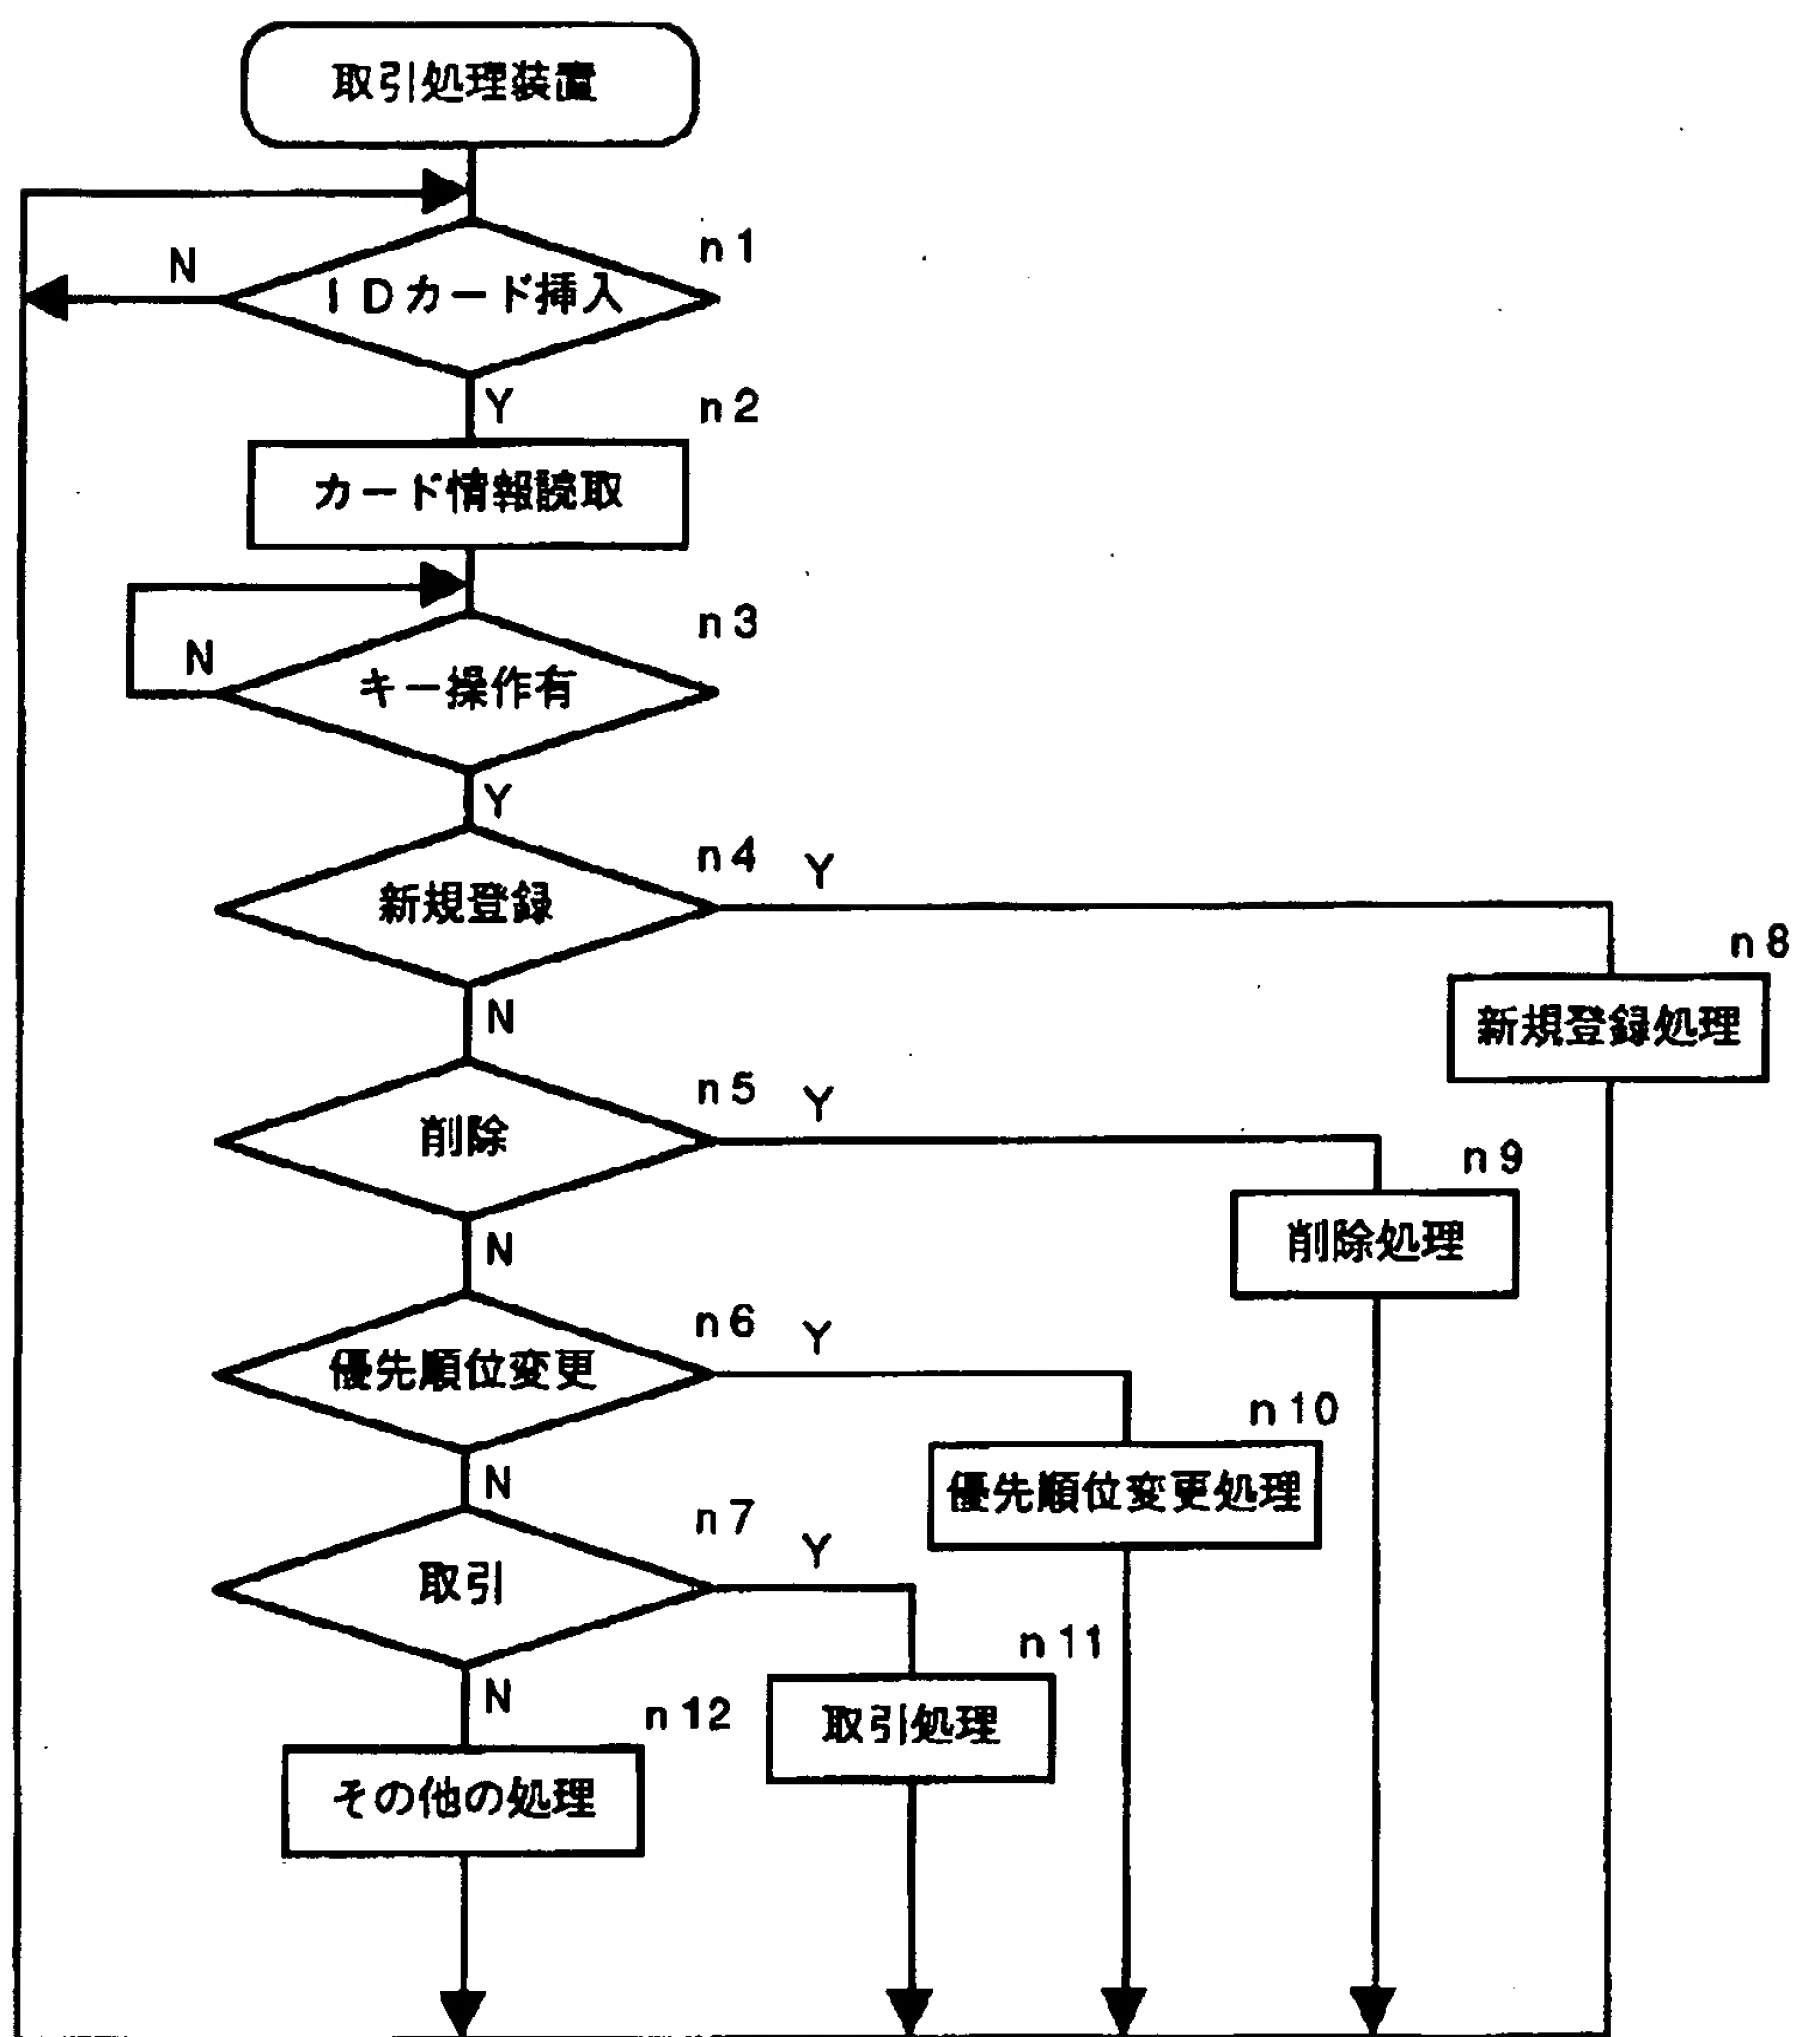 取引処理装置
n1
N
IDカード挿入
Y
n2
カード情報読取
n3
N
キー操作有
Y
n4
Y
新規登録
n8
N
新規登録処理
n5
Y
削除
n9
N
削除処理
n6
Y
優先順位変更
n10
N
優先順位変更処理
n7
Y
取引
n11
N
n12
取引処理
その他の処理